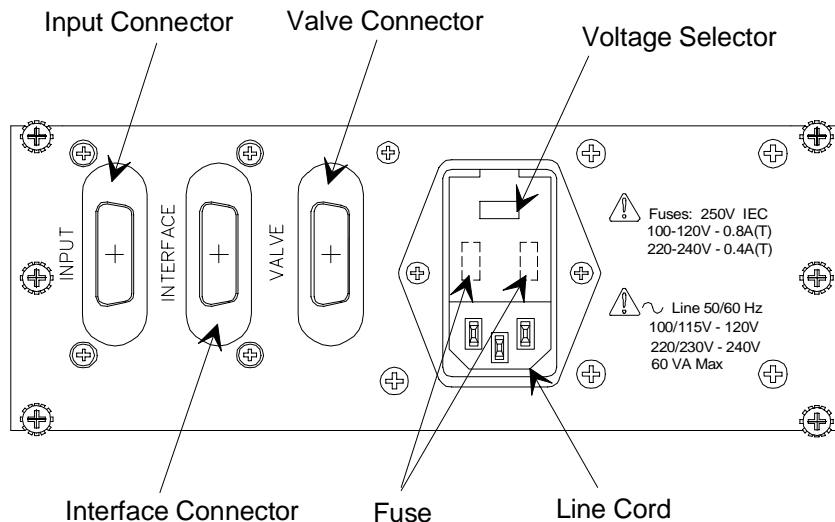 Input Connector
Valve Connector
Voltage Selector
INPUT
INTERFACE
VALVE
Fuses: 250V IEC
100-120V - 0.8A(T)
220-240V - 0.4A(T)
Line 50/60 Hz
100/115V - 120V
220/230V - 240V
60 VA Max
Interface Connector
Fuse
Line Cord